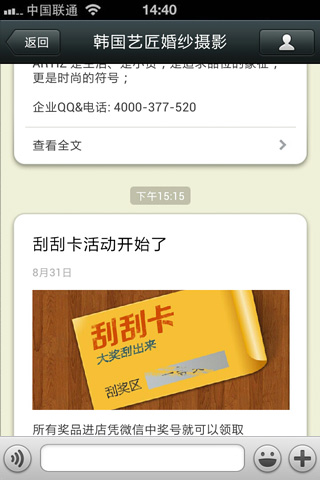 中国联通
14:40
返回
韩国艺匠婚纱摄影
更是时尚的符号；
企业QQ&电话: 4000-377-520
查看全文
下午15:15
刮刮卡活动开始了
8月31日
刮刮卡
大奖刮出来
刮奖区
所有奖品进店凭微信中奖号就可以领取